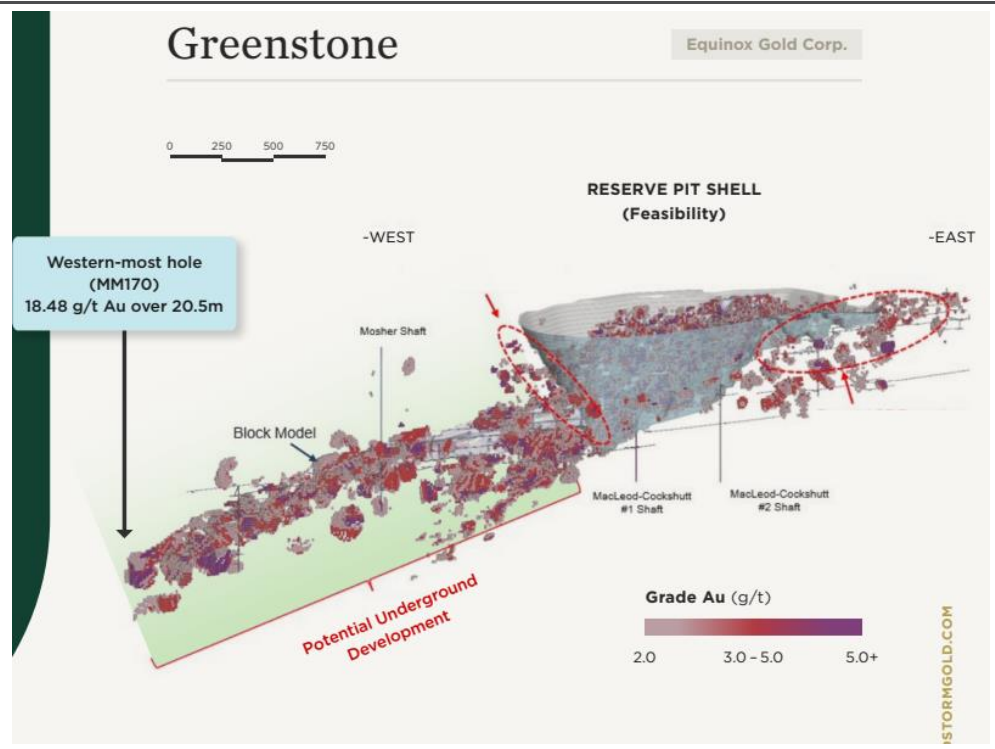 Greenstone
Equinox Gold Corp.
0 250 500 750
RESERVE PIT SHELL
(Feasibility)
~WEST
~EAST
Western-most hole
(MM170)
18.48 g/t Au over 20.5m
Mosher Shaft
Block Model
MacLeod-Cockshutt
#1 Shaft
MacLeod-Cockshutt
#2 Shaft
Potential Underground
Development
Grade Au (g/t)
2.0 3.0 – 5.0 5.0+
STORMGOLD.COM